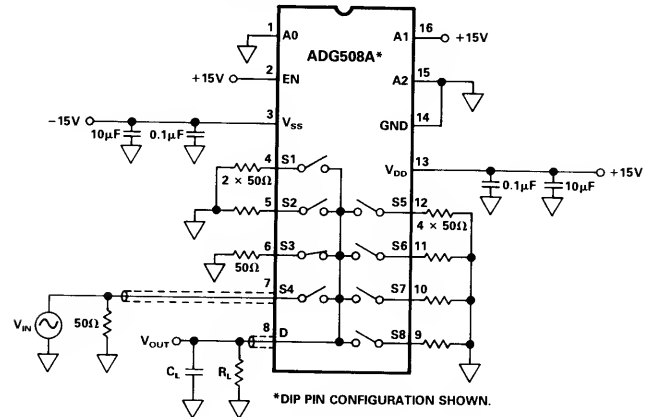 ADG508A*
1 A0
A1 16
+15V
+15V
2 EN
A2 15
-15V
3 VSS
14 GND
10µF
0.1µF
VDD 13
+15V
0.1µF
10µF
4 S1
2 × 50Ω
5 S2
S5 12
4 × 50Ω
6 S3
50Ω
S6 11
7 S4
S7 10
VIN
50Ω
8 D
S8 9
VOUT
CL
RL
*DIP PIN CONFIGURATION SHOWN.